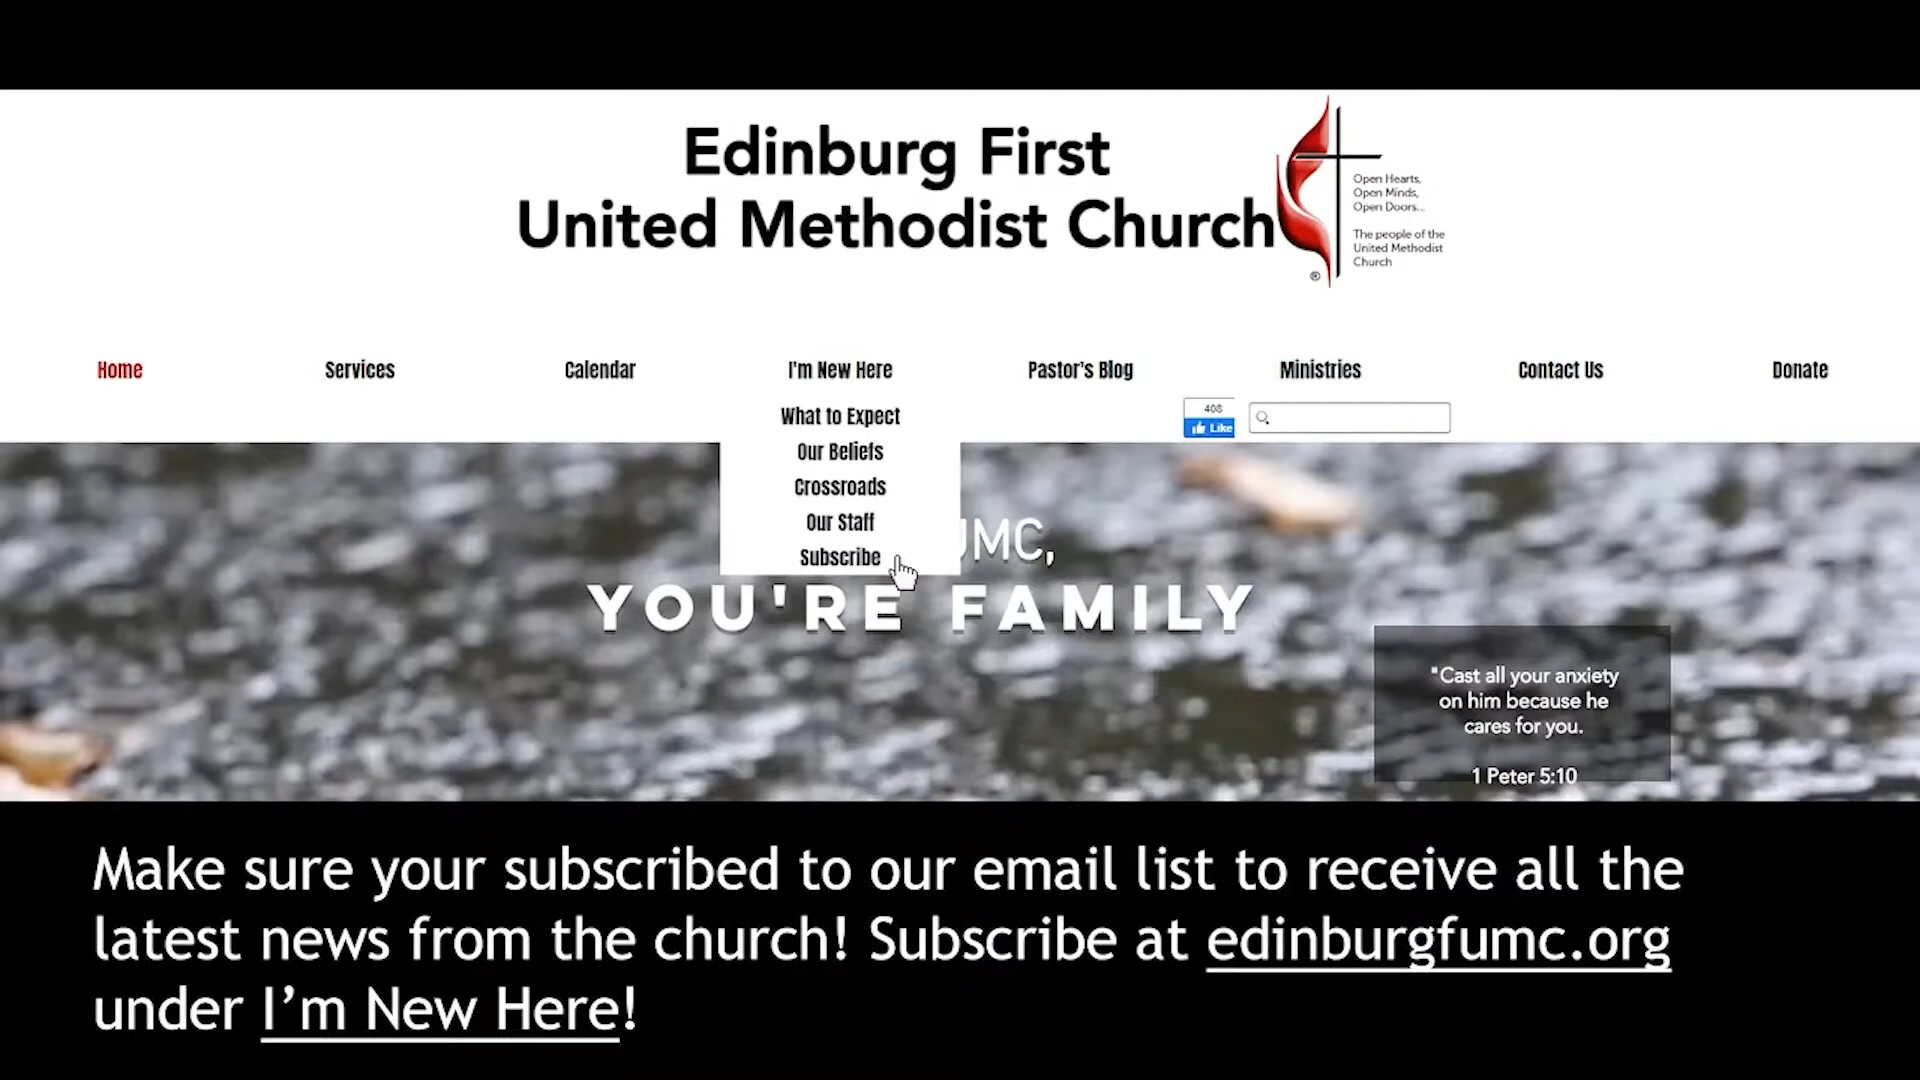 Edinburg First
United Methodist Church
Open Hearts,
Open Minds,
Open Doors...
The people of the
United Methodist
Church
®
Home Services Calendar I'm New Here Pastor's Blog Ministries Contact Us Donate
What to Expect
Our Beliefs
Crossroads
Our Staff
Subscribe
408
Like
UMC,
YOU'RE FAMILY
"Cast all your anxiety
on him because he
cares for you.
1 Peter 5:10
Make sure your subscribed to our email list to receive all the
latest news from the church! Subscribe at edinburgfumc.org
under I’m New Here!